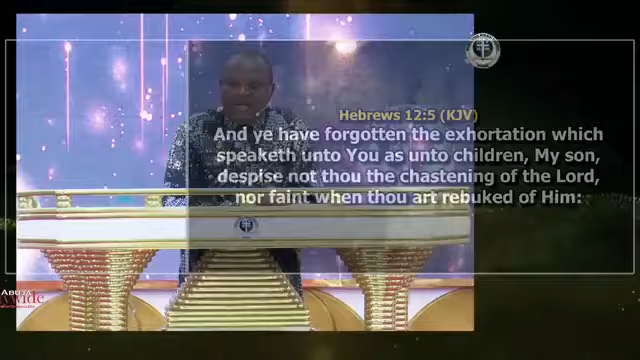 Hebrews 12:5 (KJV)
And ye have forgotten the exhortation which
speaketh unto You as unto children, My son,
despise not thou the chastening of the Lord,
nor faint when thou art rebuked of Him:
ABUJA